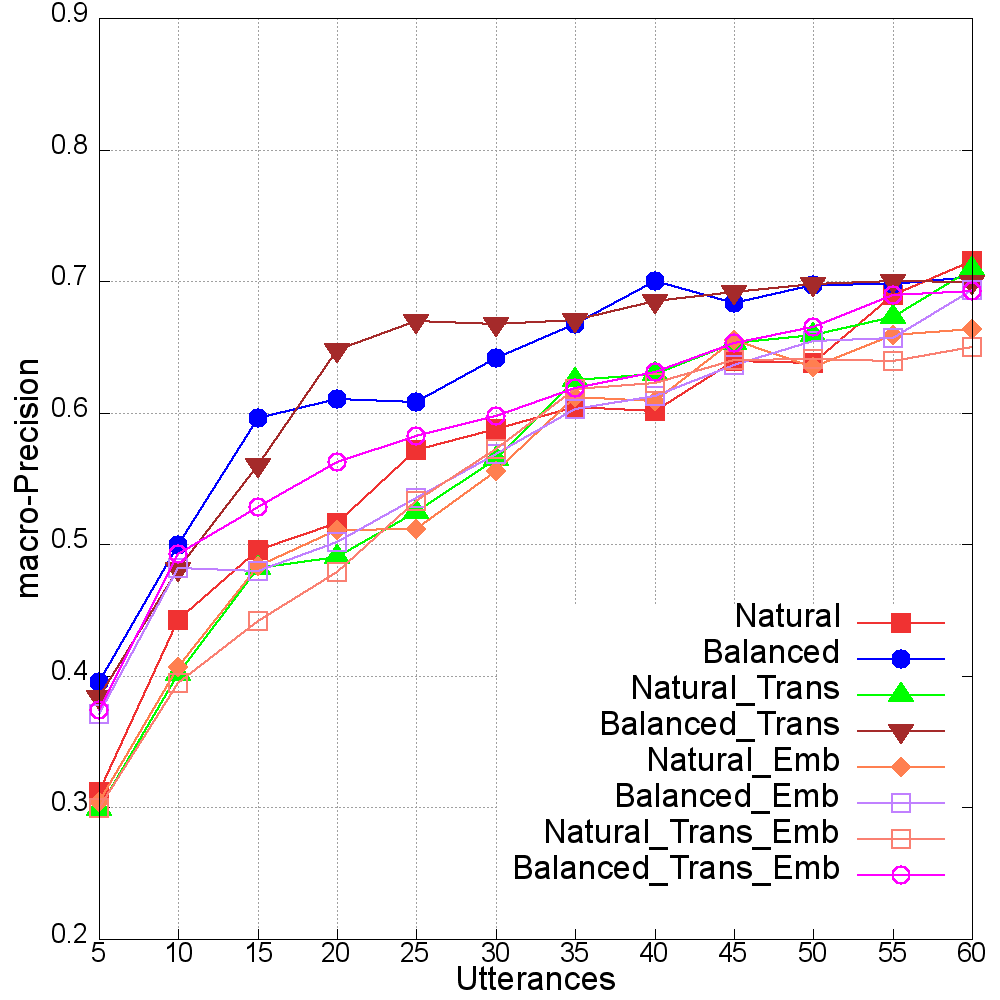 0.9
0.8
0.7
0.6
0.5
0.4
0.3
0.2
macro-Precision
Natural
Balanced
Natural_Trans
Balanced_Trans
Natural_Emb
Balanced_Emb
Natural_Trans_Emb
Balanced_Trans_Emb
5 10 15 20 25 30 35 40 45 50 55 60
Utterances